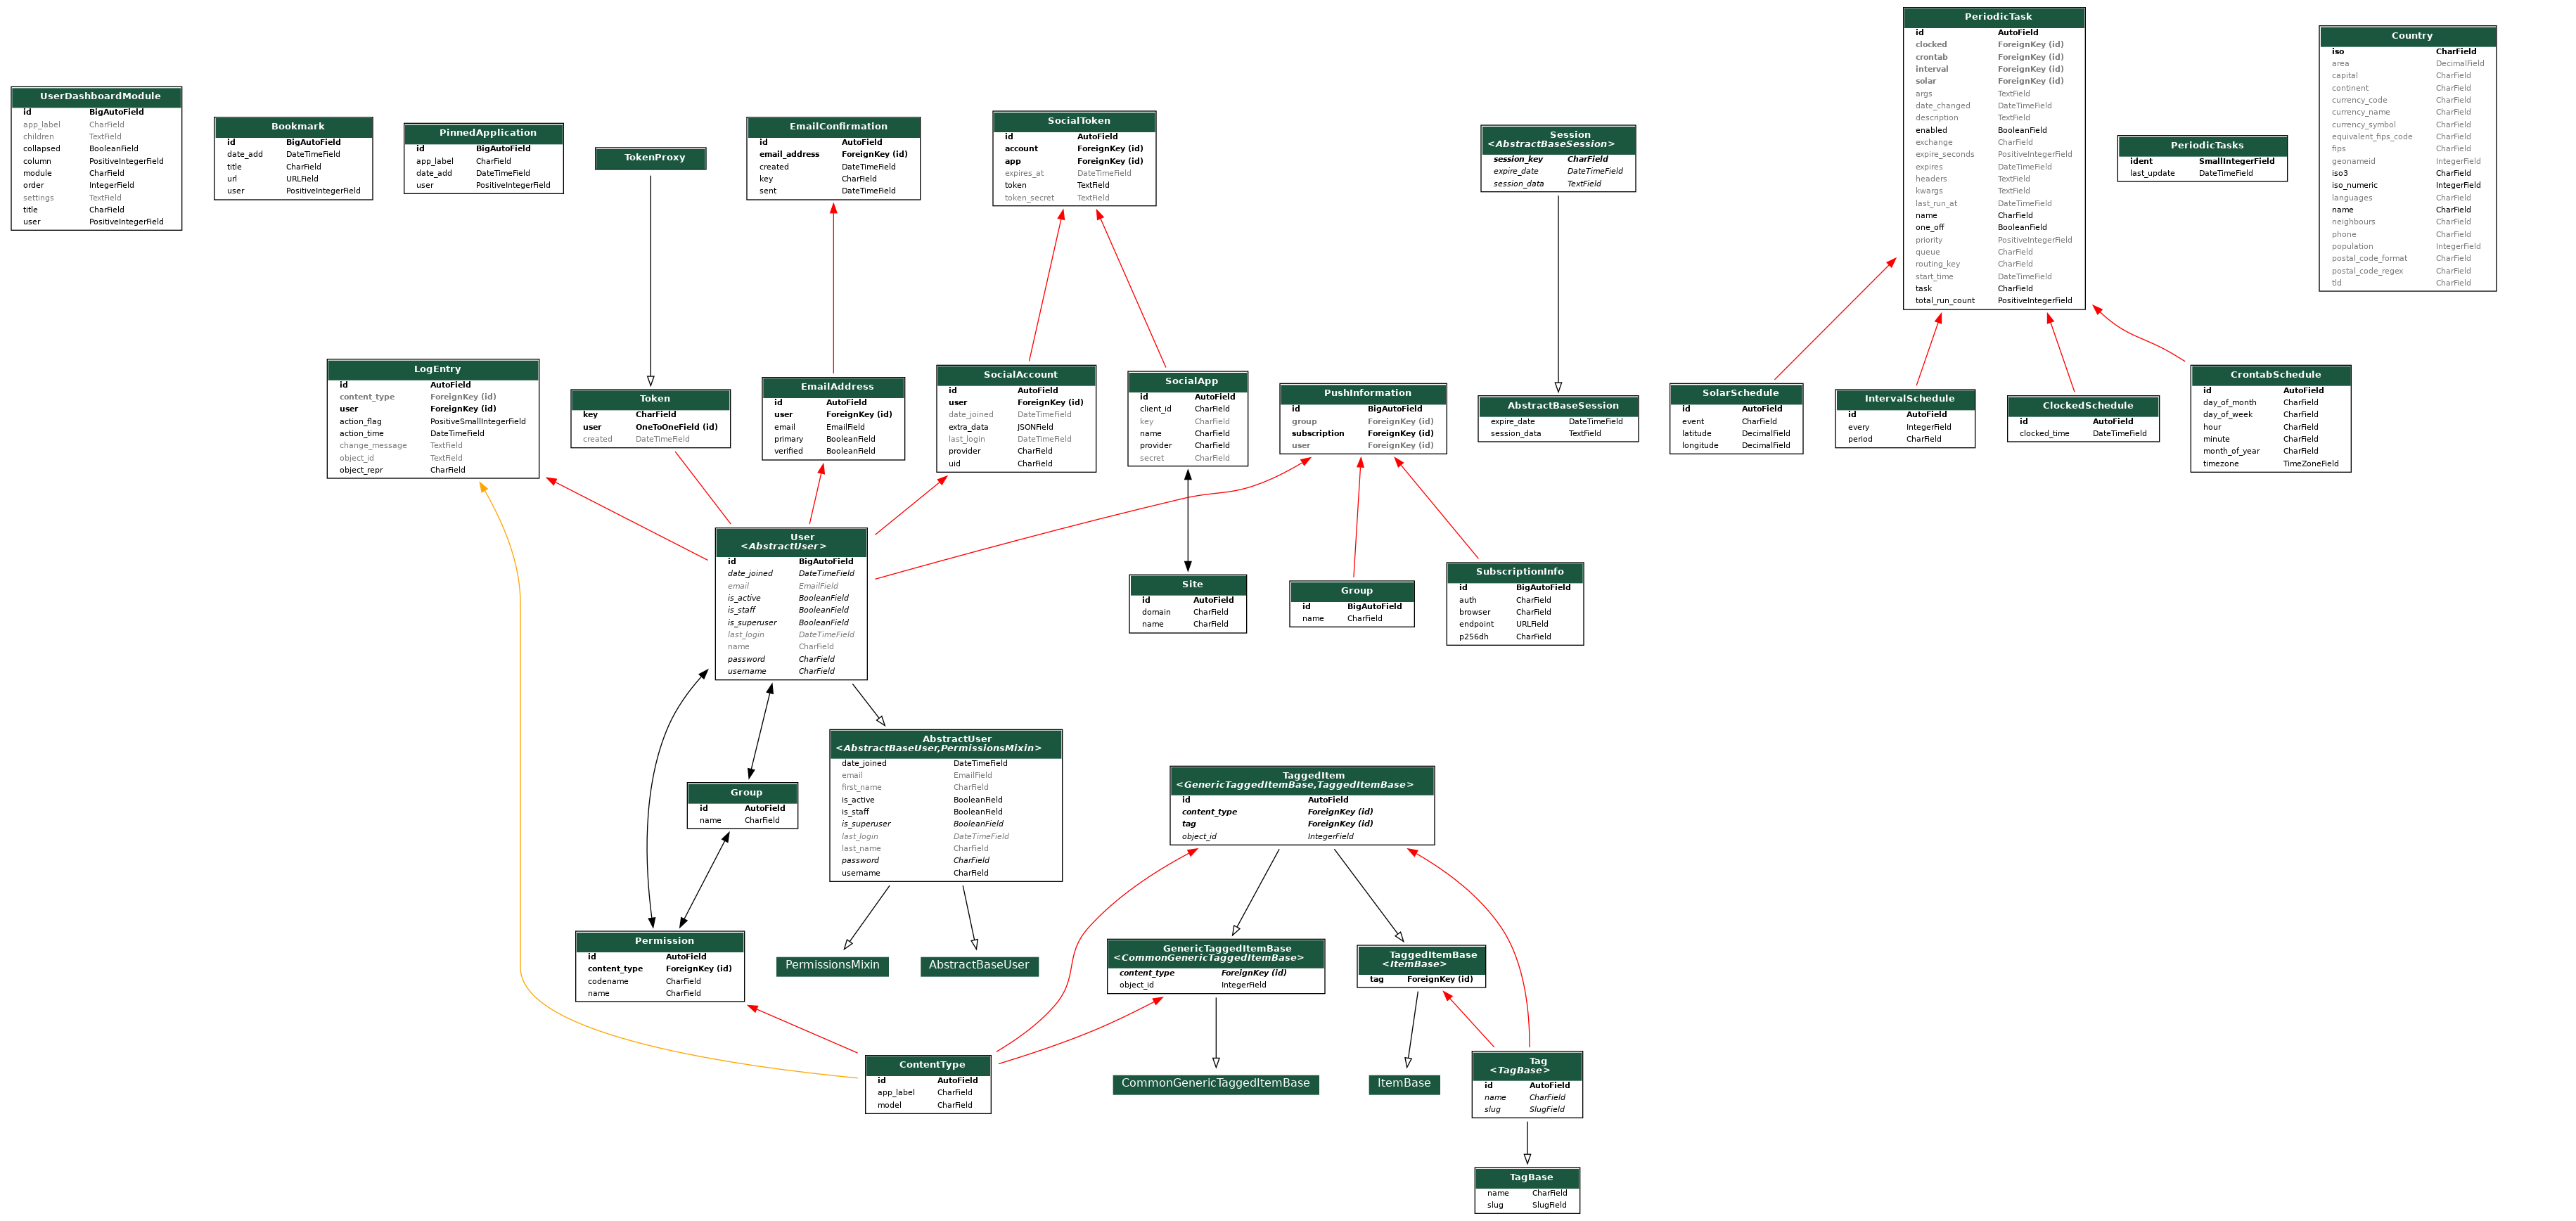 UserDashboardModule
id BigAutoField
app_label CharField
children TextField
collapsed BooleanField
column PositiveIntegerField
module CharField
order IntegerField
settings TextField
title CharField
user PositiveIntegerField
Bookmark
id BigAutoField
date_add DateTimeField
title CharField
url URLField
user PositiveIntegerField
PinnedApplication
id BigAutoField
app_label CharField
date_add DateTimeField
user PositiveIntegerField
TokenProxy
EmailConfirmation
id AutoField
email_address ForeignKey (id)
created DateTimeField
key CharField
sent DateTimeField
SocialToken
id AutoField
account ForeignKey (id)
app ForeignKey (id)
expires_at DateTimeField
token TextField
token_secret TextField
Session
<AbstractBaseSession>
session_key CharField
expire_date DateTimeField
session_data TextField
PeriodicTask
id AutoField
clocked ForeignKey (id)
crontab ForeignKey (id)
interval ForeignKey (id)
solar ForeignKey (id)
args TextField
date_changed DateTimeField
description TextField
enabled BooleanField
exchange CharField
expire_seconds PositiveIntegerField
expires DateTimeField
headers TextField
kwargs TextField
last_run_at DateTimeField
name CharField
one_off BooleanField
priority PositiveIntegerField
queue CharField
routing_key CharField
start_time DateTimeField
task CharField
total_run_count PositiveIntegerField
PeriodicTasks
ident SmallIntegerField
last_update DateTimeField
Country
iso CharField
area DecimalField
capital CharField
continent CharField
currency_code CharField
currency_name CharField
currency_symbol CharField
equivalent_fips_code CharField
fips CharField
geonameid IntegerField
iso3 CharField
iso_numeric IntegerField
languages CharField
name CharField
neighbours CharField
phone CharField
population IntegerField
postal_code_format CharField
postal_code_regex CharField
tld CharField
LogEntry
id AutoField
content_type ForeignKey (id)
user ForeignKey (id)
action_flag PositiveSmallIntegerField
action_time DateTimeField
change_message TextField
object_id TextField
object_repr CharField
Token
key CharField
user OneToOneField (id)
created DateTimeField
EmailAddress
id AutoField
user ForeignKey (id)
email EmailField
primary BooleanField
verified BooleanField
SocialAccount
id AutoField
user ForeignKey (id)
date_joined DateTimeField
extra_data JSONField
last_login DateTimeField
provider CharField
uid CharField
SocialApp
id AutoField
client_id CharField
key CharField
name CharField
provider CharField
secret CharField
PushInformation
id BigAutoField
group ForeignKey (id)
subscription ForeignKey (id)
user ForeignKey (id)
AbstractBaseSession
expire_date DateTimeField
session_data TextField
SolarSchedule
id AutoField
event CharField
latitude DecimalField
longitude DecimalField
IntervalSchedule
id AutoField
every IntegerField
period CharField
ClockedSchedule
id AutoField
clocked_time DateTimeField
CrontabSchedule
id AutoField
day_of_month CharField
day_of_week CharField
hour CharField
minute CharField
month_of_year CharField
timezone TimeZoneField
User
<AbstractUser>
id BigAutoField
date_joined DateTimeField
email EmailField
is_active BooleanField
is_staff BooleanField
is_superuser BooleanField
last_login DateTimeField
name CharField
password CharField
username CharField
Site
id AutoField
domain CharField
name CharField
Group
id BigAutoField
name CharField
SubscriptionInfo
id BigAutoField
auth CharField
browser CharField
endpoint URLField
p256dh CharField
AbstractUser
<AbstractBaseUser,PermissionsMixin>
date_joined DateTimeField
email EmailField
first_name CharField
is_active BooleanField
is_staff BooleanField
is_superuser BooleanField
last_login DateTimeField
last_name CharField
password CharField
username CharField
Group
id AutoField
name CharField
TaggedItem
<GenericTaggedItemBase,TaggedItemBase>
id AutoField
content_type ForeignKey (id)
tag ForeignKey (id)
object_id IntegerField
Permission
id AutoField
content_type ForeignKey (id)
codename CharField
name CharField
PermissionsMixin
AbstractBaseUser
GenericTaggedItemBase
<CommonGenericTaggedItemBase>
content_type ForeignKey (id)
object_id IntegerField
TaggedItemBase
<ItemBase>
tag ForeignKey (id)
ContentType
id AutoField
app_label CharField
model CharField
CommonGenericTaggedItemBase
ItemBase
Tag
<TagBase>
id AutoField
name CharField
slug SlugField
TagBase
name CharField
slug SlugField